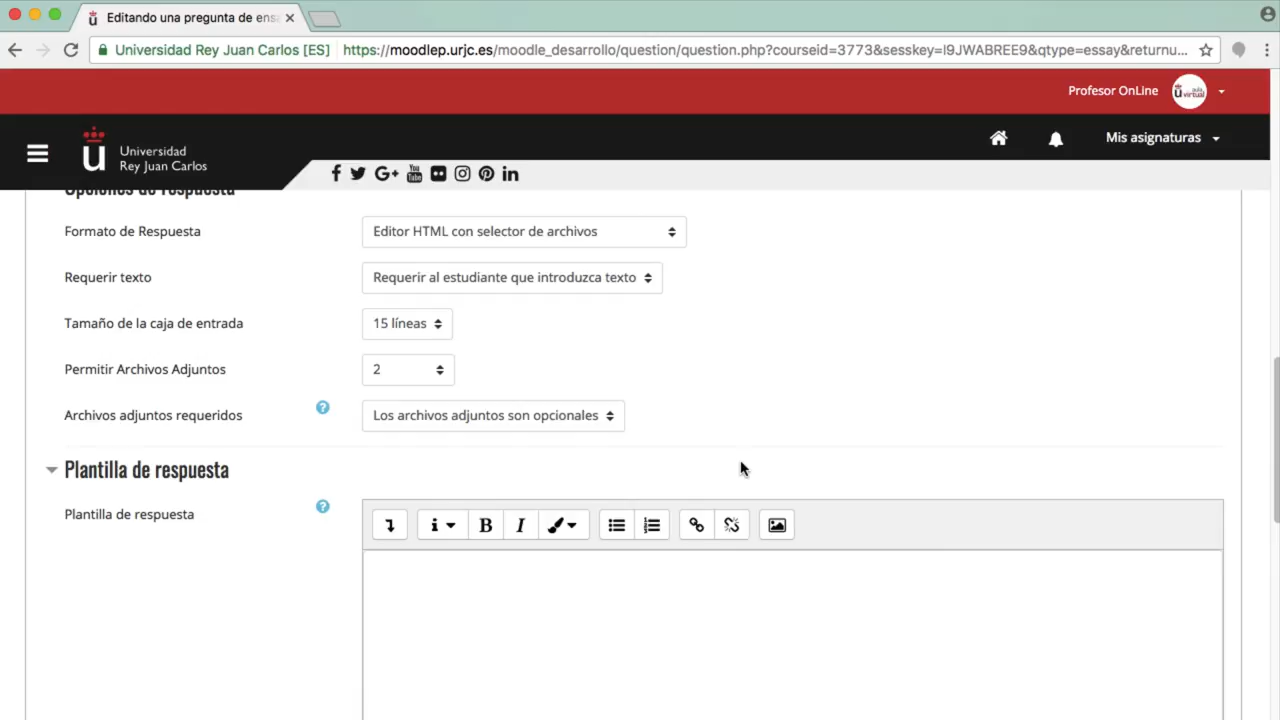 Editando una pregunta de ens
Universidad Rey Juan Carlos [ES]
https://moodlep.urjc.es/moodle_desarrollo/question/question.php?courseid=3773&sesskey=I9JWABREE9&qtype=essay&returnu...
Profesor OnLine
aula virtual
Universidad
Rey Juan Carlos
Mis asignaturas
Opciones de respuesta
Formato de Respuesta
Editor HTML con selector de archivos
Requerir texto
Requerir al estudiante que introduzca texto
Tamaño de la caja de entrada
15 líneas
Permitir Archivos Adjuntos
2
Archivos adjuntos requeridos
Los archivos adjuntos son opcionales
Plantilla de respuesta
Plantilla de respuesta